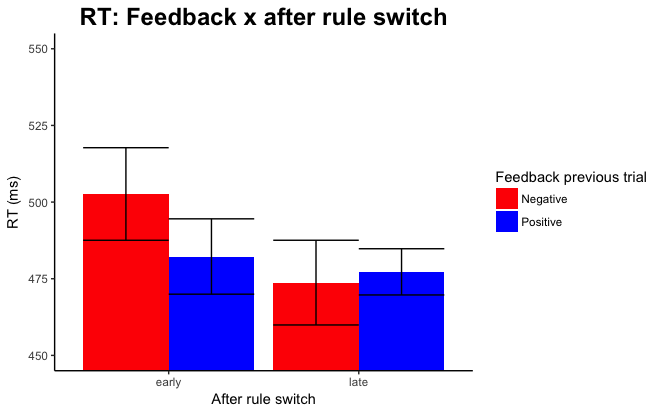 RT: Feedback x after rule switch
550
525
500
475
450
RT (ms)
early
late
After rule switch
Feedback previous trial
Negative
Positive